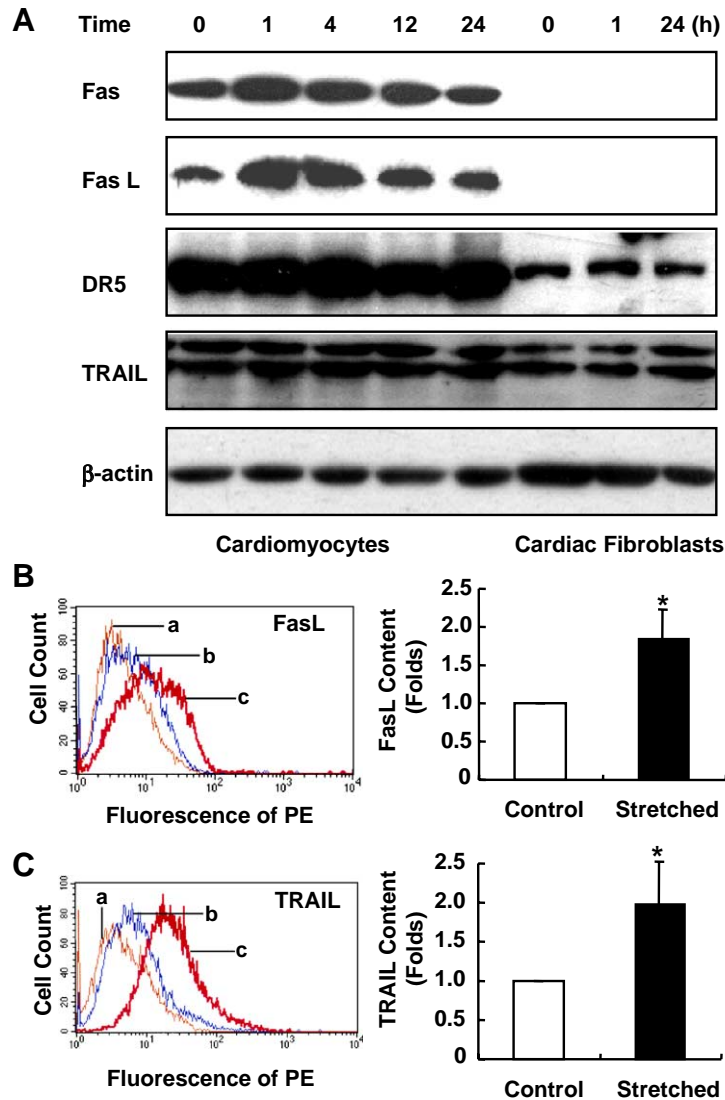 A
Time 0 1 4 12 24 0 1 24 (h)
Fas
Fas L
DR5
TRAIL
β-actin
Cardiomyocytes Cardiac Fibroblasts
B
FasL
a
b
c
Cell Count
100
80
60
40
20
0
10⁰ 10¹ 10² 10³ 10⁴
Fluorescence of PE
FasL Content
(Folds)
2.5
2.0
1.5
1.0
0.5
0
*
Control Stretched
C
TRAIL
a
b
c
Cell Count
100
80
60
40
20
0
10⁰ 10¹ 10² 10³ 10⁴
Fluorescence of PE
TRAIL Content
(Folds)
2.5
2.0
1.5
1.0
0.5
0
*
Control Stretched